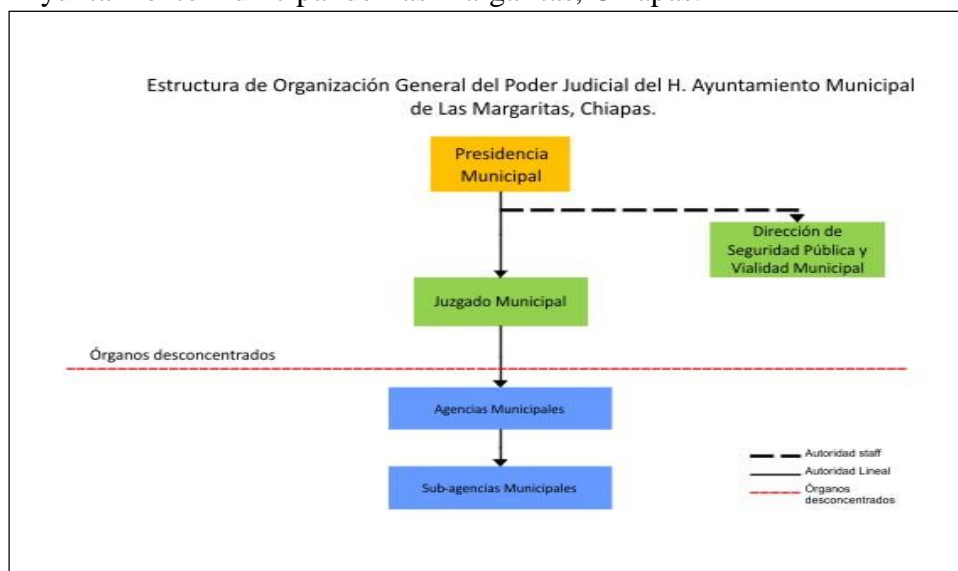 Estructura de Organización General del Poder Judicial del H. Ayuntamiento Municipal
de Las Margaritas, Chiapas.
Presidencia
Municipal
Dirección de
Seguridad Pública y
Vialidad Municipal
Juzgado Municipal
Órganos desconcentrados
Agencias Municipales
Sub-agencias Municipales
Autoridad staff
Autoridad Lineal
Órganos
desconcentrados